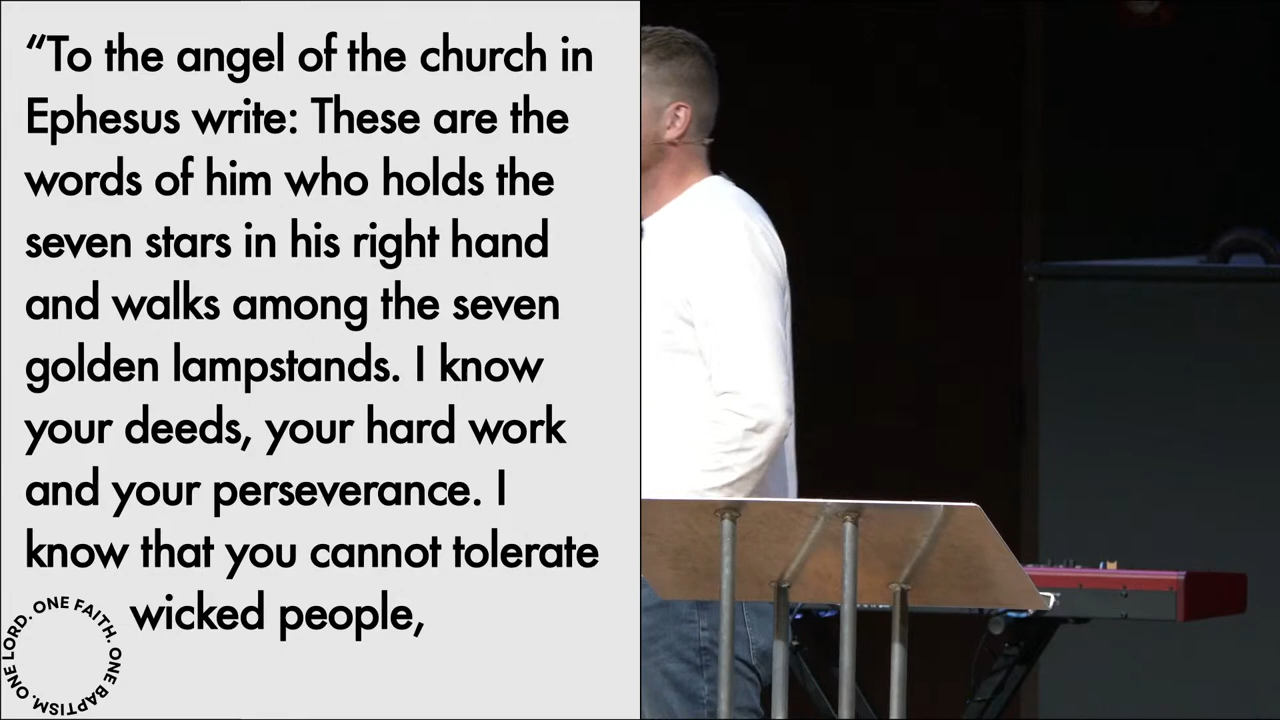 “To the angel of the church in
Ephesus write: These are the
words of him who holds the
seven stars in his right hand
and walks among the seven
golden lampstands. I know
your deeds, your hard work
and your perseverance. I
know that you cannot tolerate
wicked people,
ONE LORD. ONE FAITH. ONE BAPTISM.